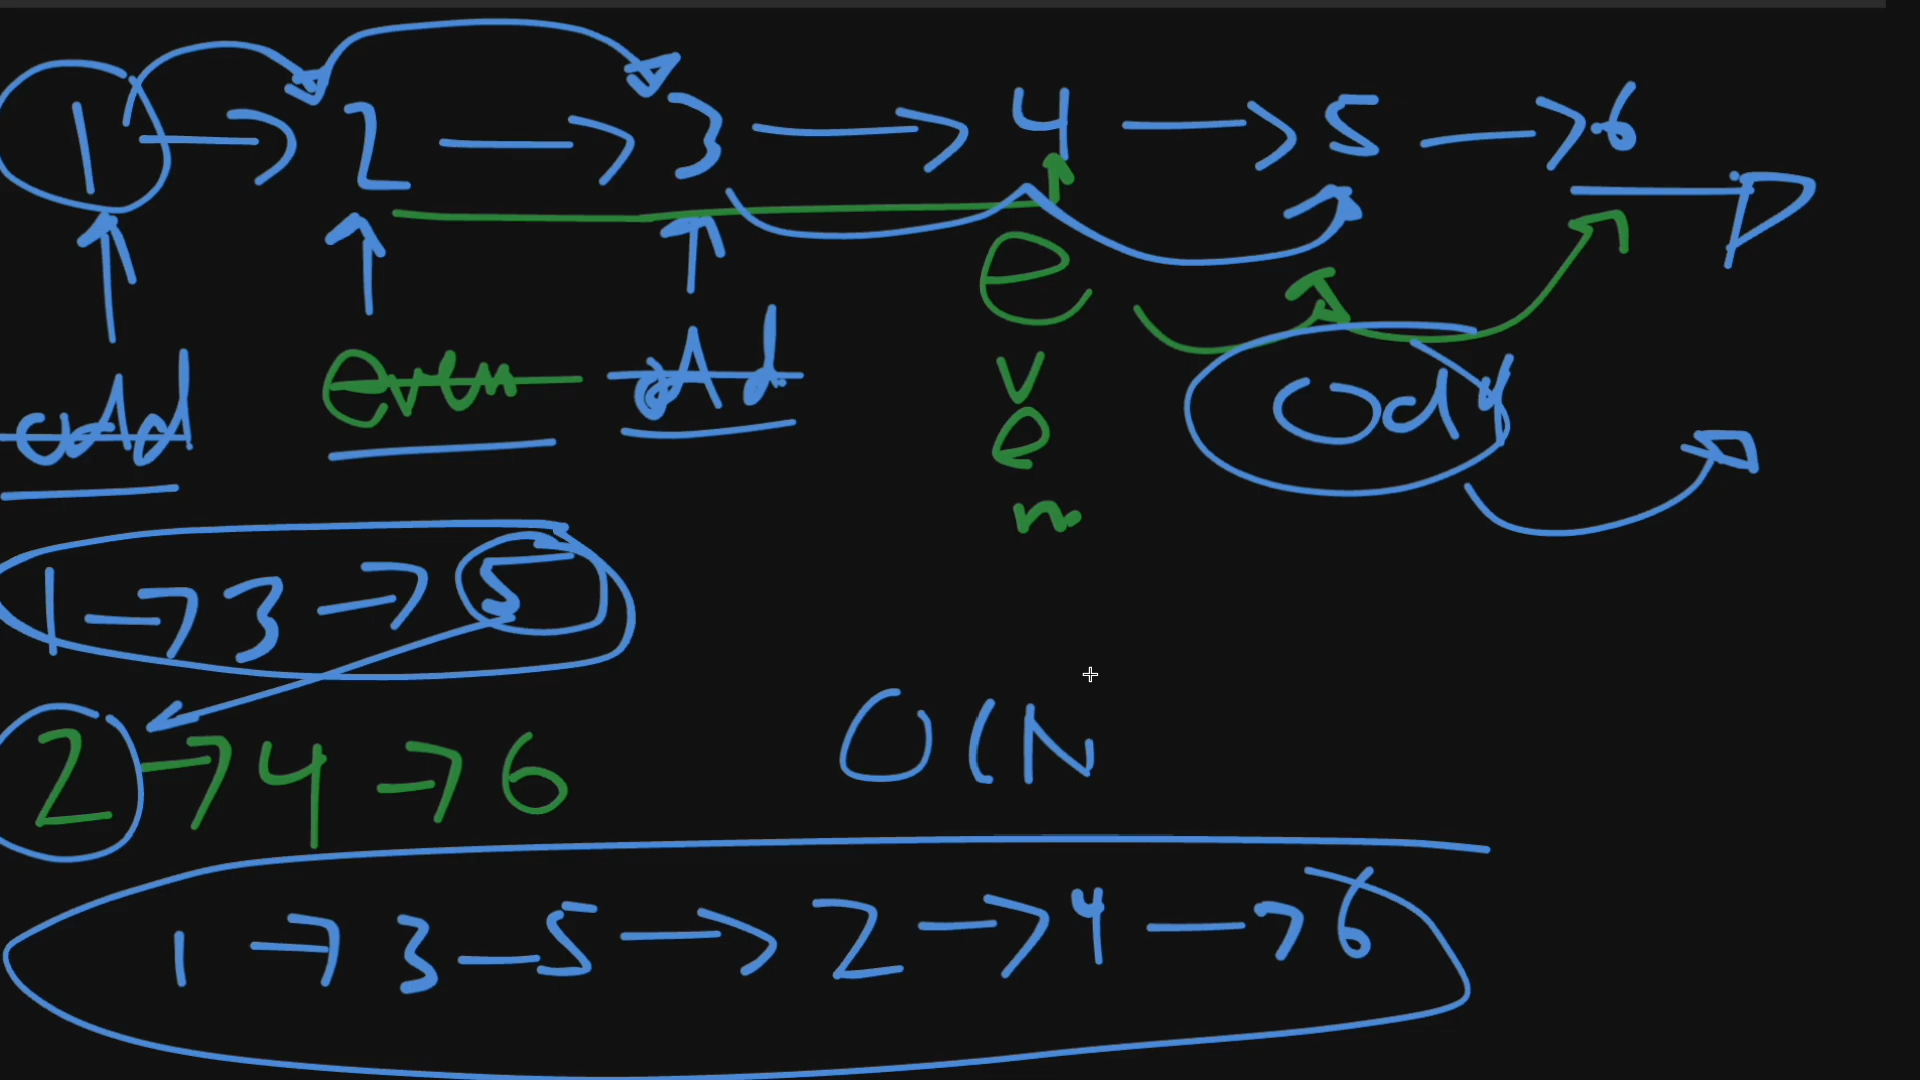 1 → 2 → 3 → 4 → 5 → 6
odd even odd
e
v
e
n
Odd
1 → 3 → 5
O(N
2 → 4 → 6
1 → 3 — 5 → 2 → 4 → 6